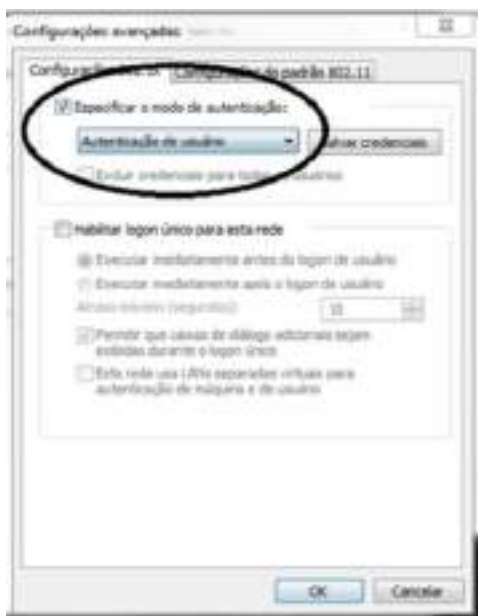 Configurações avançadas
Configurações Configurações do padrão 802.11
Especificar o modo de autenticação:
Autenticação de usuário Salvar credenciais
Excluir credenciais para todos os usuários
Habilitar logon único para esta rede
Executar imediatamente antes do logon de usuário
Executar imediatamente após o logon de usuário
Atraso máximo (segundos): 10
Permitir que caixas de diálogo adicionais sejam
exibidas durante o logon único
Esta rede usa LANs separadas virtuais para
autenticação de máquina e de usuário
OK Cancelar